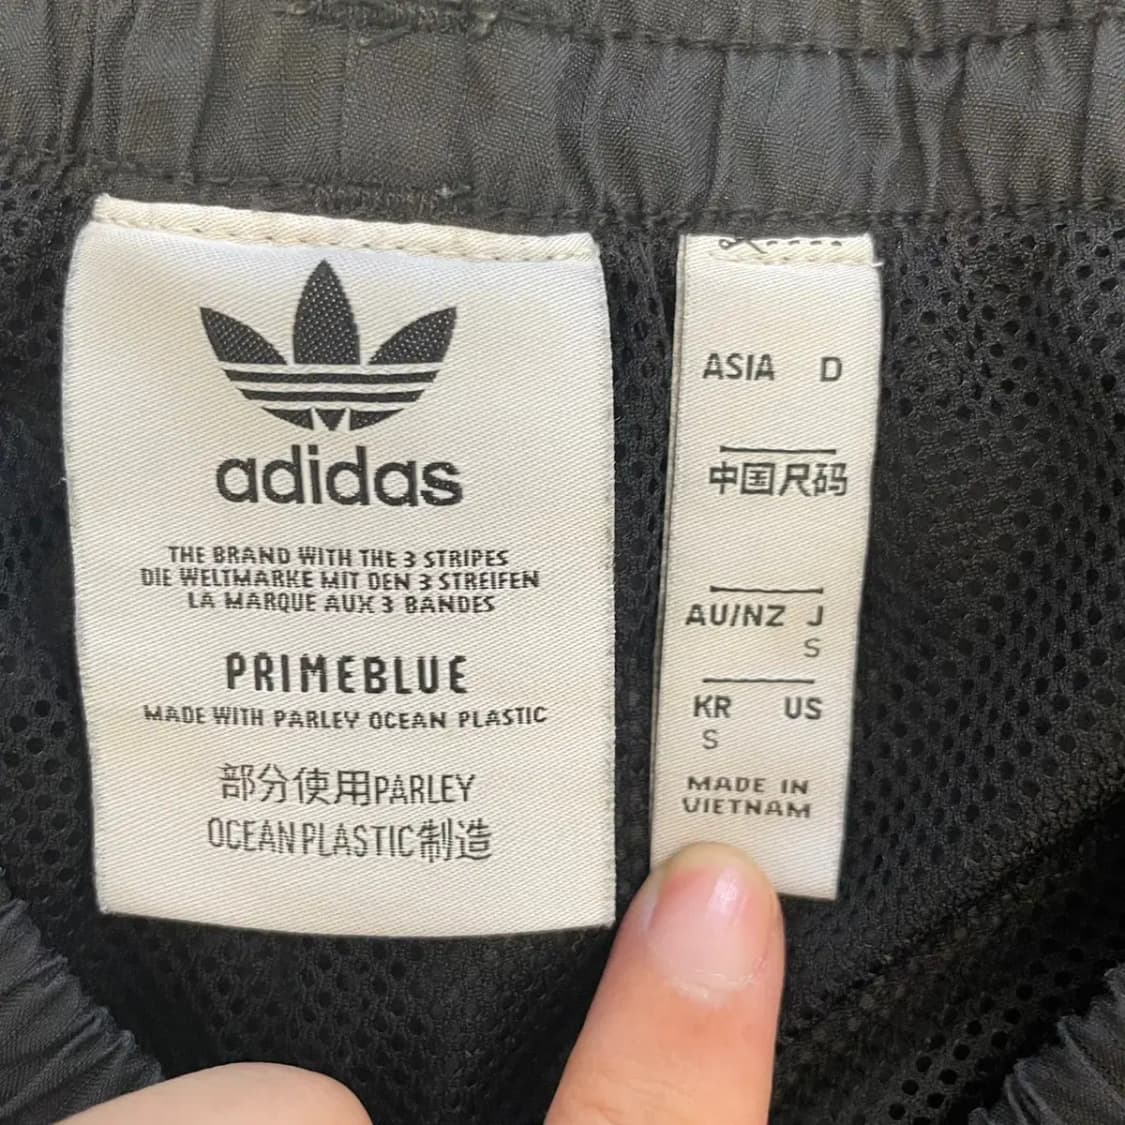 adidas
THE BRAND WITH THE 3 STRIPES
DIE WELTMARKE MIT DEN 3 STREIFEN
LA MARQUE AUX 3 BANDES
PRIMEBLUE
MADE WITH PARLEY OCEAN PLASTIC
部分使用PARLEY
OCEAN PLASTIC制造
ASIA D
中国尺码
AU/NZ J
S
KR US
S
MADE IN
VIETNAM